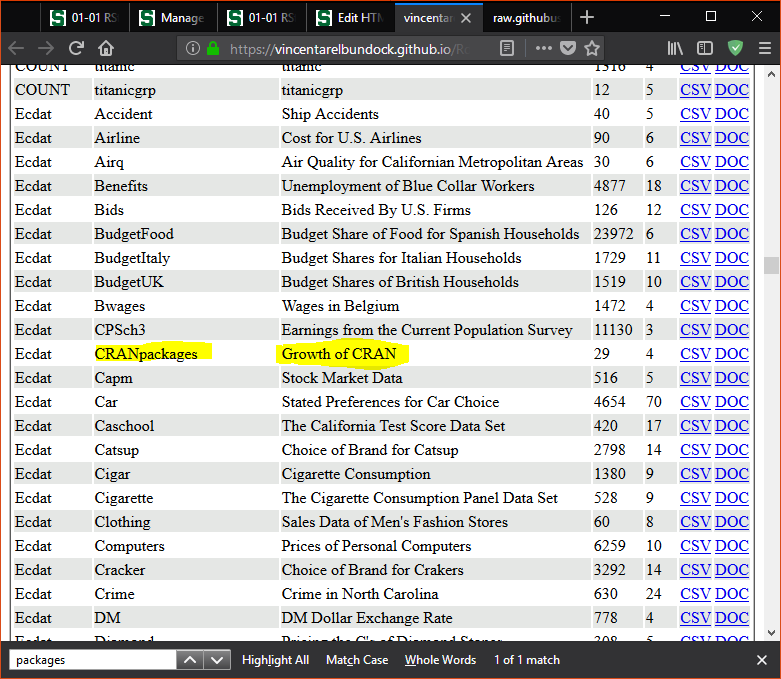 01-01 RS
Manage
01-01 RS
Edit HTM
vincentar
raw.githubus
https://vincentarelbundock.github.io/R
COUNT titanic titanic 1316 4 CSV DOC
COUNT titanicgrp titanicgrp 12 5 CSV DOC
Ecdat Accident Ship Accidents 40 5 CSV DOC
Ecdat Airline Cost for U.S. Airlines 90 6 CSV DOC
Ecdat Airq Air Quality for Californian Metropolitan Areas 30 6 CSV DOC
Ecdat Benefits Unemployment of Blue Collar Workers 4877 18 CSV DOC
Ecdat Bids Bids Received By U.S. Firms 126 12 CSV DOC
Ecdat BudgetFood Budget Share of Food for Spanish Households 23972 6 CSV DOC
Ecdat BudgetItaly Budget Shares for Italian Households 1729 11 CSV DOC
Ecdat BudgetUK Budget Shares of British Households 1519 10 CSV DOC
Ecdat Bwages Wages in Belgium 1472 4 CSV DOC
Ecdat CPSch3 Earnings from the Current Population Survey 11130 3 CSV DOC
Ecdat CRANpackages Growth of CRAN 29 4 CSV DOC
Ecdat Capm Stock Market Data 516 5 CSV DOC
Ecdat Car Stated Preferences for Car Choice 4654 70 CSV DOC
Ecdat Caschool The California Test Score Data Set 420 17 CSV DOC
Ecdat Catsup Choice of Brand for Catsup 2798 14 CSV DOC
Ecdat Cigar Cigarette Consumption 1380 9 CSV DOC
Ecdat Cigarette The Cigarette Consumption Panel Data Set 528 9 CSV DOC
Ecdat Clothing Sales Data of Men's Fashion Stores 60 8 CSV DOC
Ecdat Computers Prices of Personal Computers 6259 10 CSV DOC
Ecdat Cracker Choice of Brand for Crakers 3292 14 CSV DOC
Ecdat Crime Crime in North Carolina 630 24 CSV DOC
Ecdat DM DM Dollar Exchange Rate 778 4 CSV DOC
Ecdat Diamond Pricing the C's of Diamond Stones 308 5 CSV DOC
packages Highlight All Match Case Whole Words 1 of 1 match